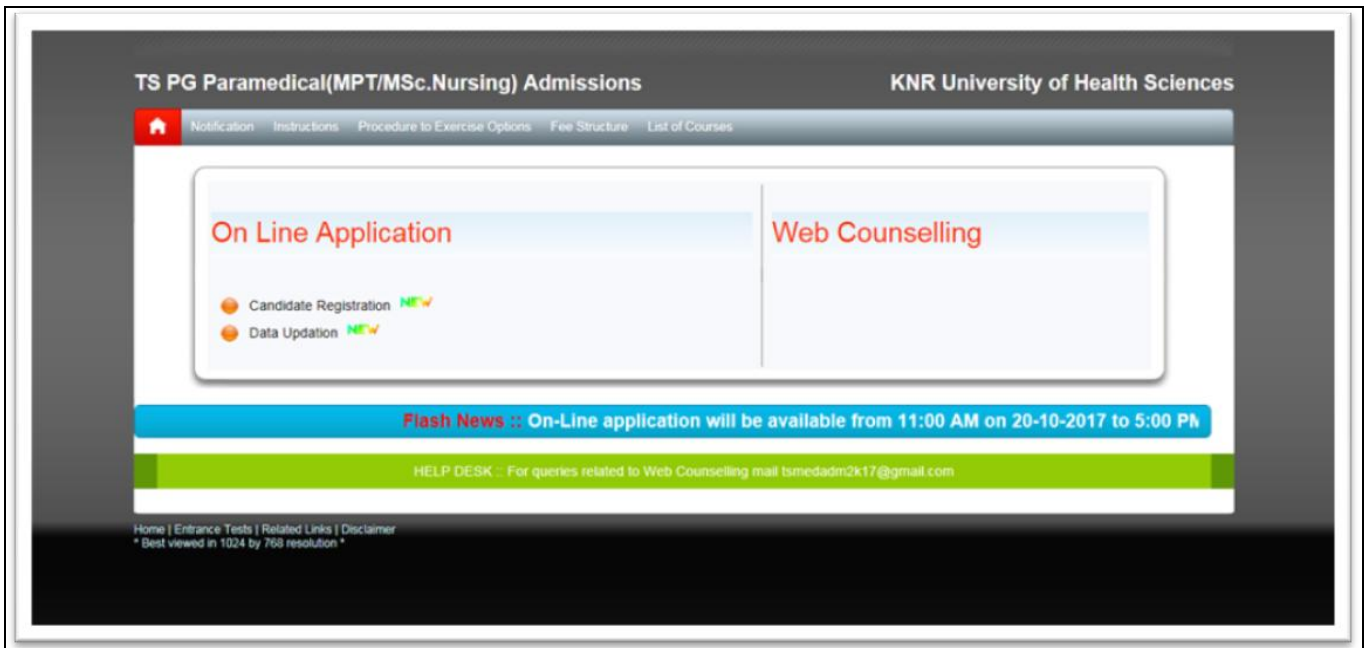 TS PG Paramedical(MPT/MSc.Nursing) Admissions
KNR University of Health Sciences
Notification Instructions Procedure to Exercise Options Fee Structure List of Courses
On Line Application
Web Counselling
Candidate Registration NEW
Data Updation NEW
Flash News :: On-Line application will be available from 11:00 AM on 20-10-2017 to 5:00 PM
HELP DESK :: For queries related to Web Counselling mail tsmedadm2k17@gmail.com
Home | Entrance Tests | Related Links | Disclaimer
* Best viewed in 1024 by 768 resolution *